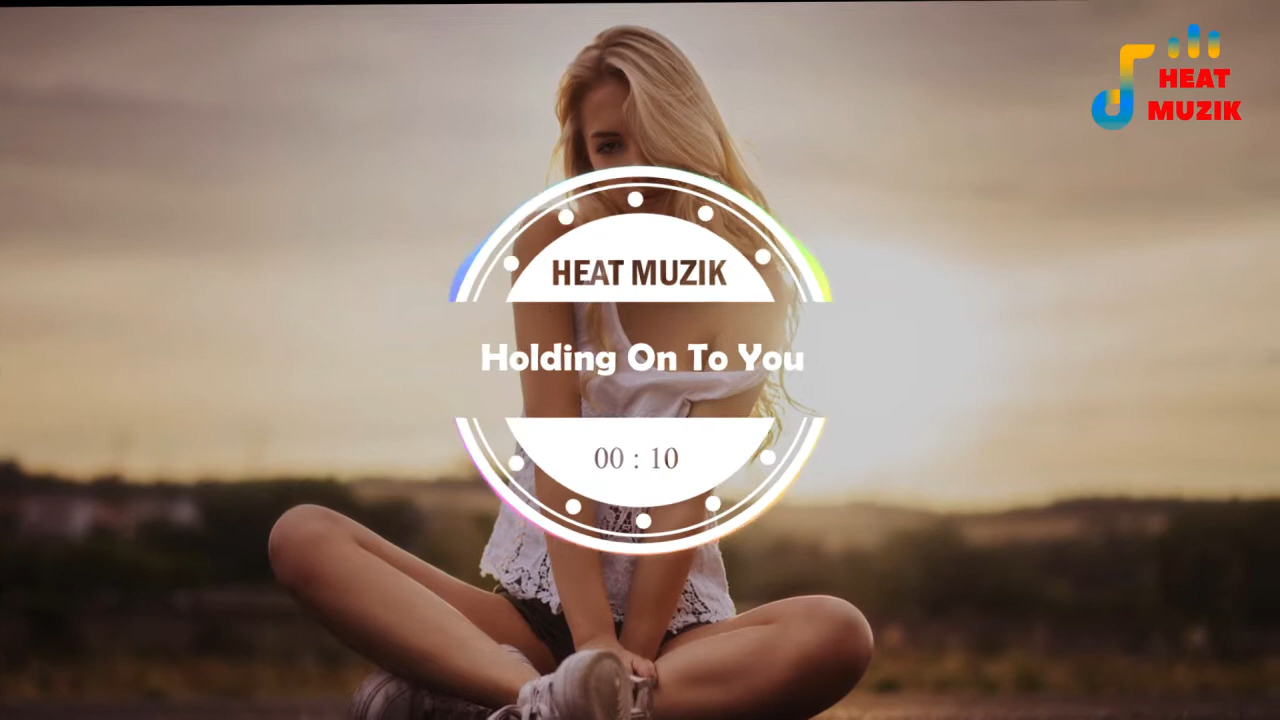 HEAT
MUZIK
HEAT MUZIK
Holding On To You
00 : 10